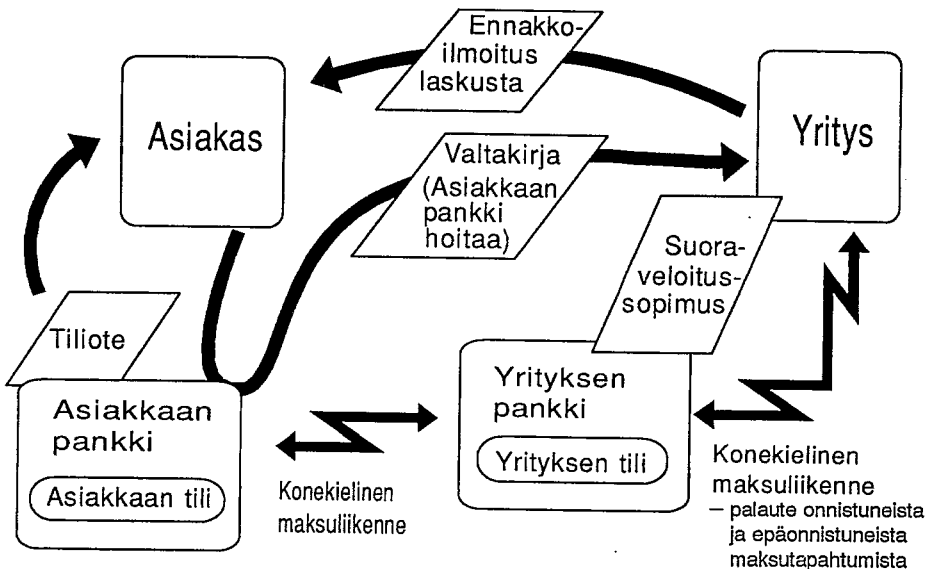 Ennakko-
ilmoitus
laskusta
Asiakas
Yritys
Valtakirja
(Asiakkaan
pankki
hoitaa)
Suora-
veloitus-
sopimus
Tiliote
Asiakkaan
pankki
Asiakkaan tili
Yrityksen
pankki
Yrityksen tili
Konekielinen
maksuliikenne
Konekielinen
maksuliikenne
– palaute onnistuneista
ja epäonnistuneista
maksutapahtumista